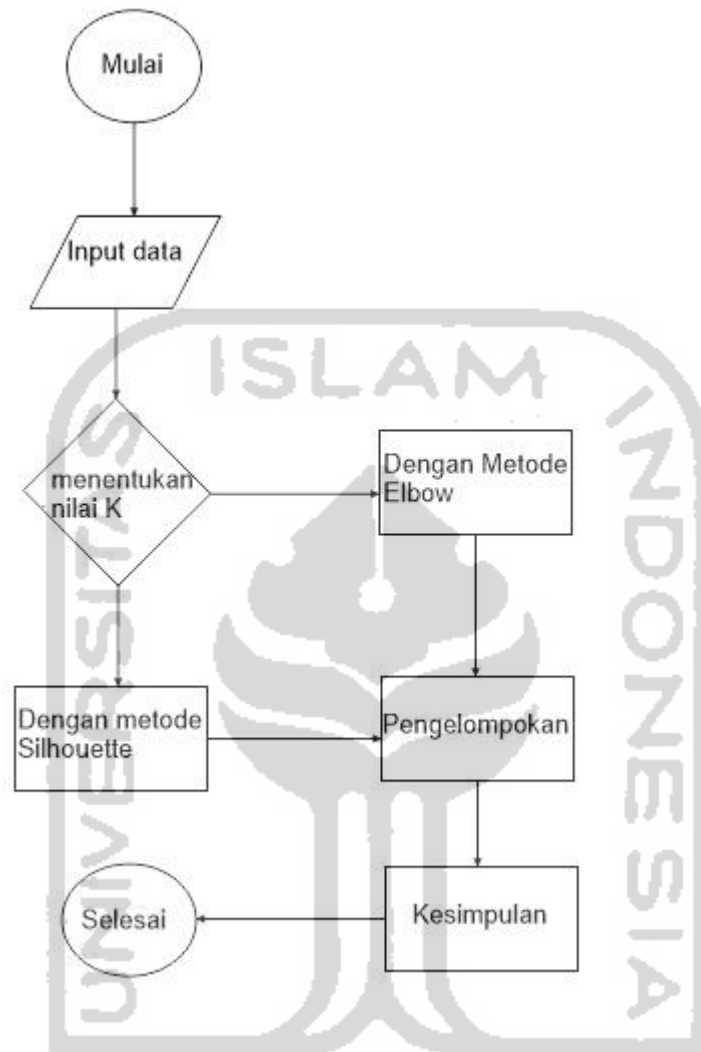 Mulai
Input data
menentukan
nilai K
Dengan Metode
Elbow
Dengan metode
Silhouette
Pengelompokan
Kesimpulan
Selesai
UNIVERSITAS
ISLAM
INDONESIA